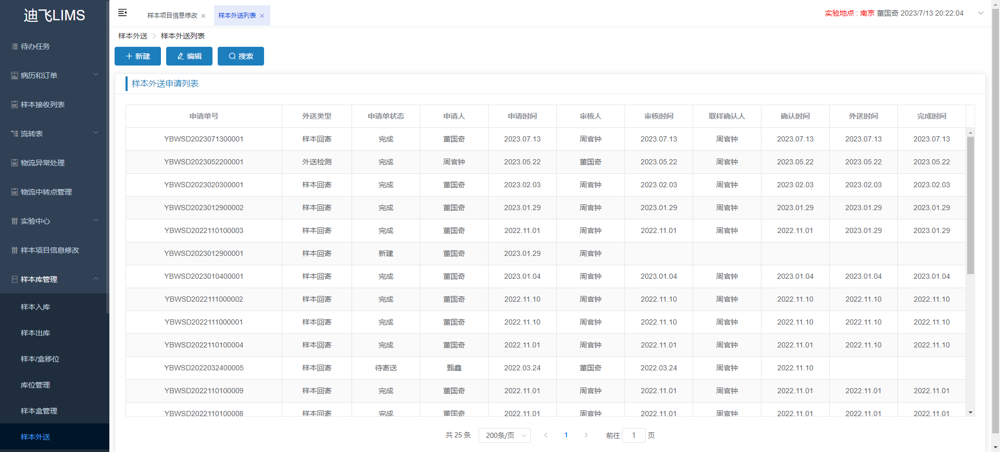 迪飞LIMS
待办任务
病历和订单
样本接收列表
流转表
物流异常处理
物流中转点管理
实验中心
样本项目信息修改
样本库管理
样本入库
样本出库
样本/盒移位
库位管理
样本盒管理
样本外送
样本项目信息修改 × 样本外送列表 ×
实验地点 : 南京 董国奇 2023/7/13 20:22:04
样本外送 > 样本外送列表
新建 编辑 搜索
样本外送申请列表
申请单号 外送类型 申请单状态 申请人 申请时间 审核人 审核时间 取样确认人 确认时间 外送时间 完成时间
YBWSD2023071300001 样本回寄 完成 董国奇 2023.07.13 周官钟 2023.07.13 周官钟 2023.07.13 2023.07.13 2023.07.13
YBWSD2023052200001 外送检测 完成 周官钟 2023.05.22 董国奇 2023.05.22 周官钟 2023.05.22 2023.05.22 2023.05.22
YBWSD2023020300001 样本回寄 完成 董国奇 2023.02.03 周官钟 2023.02.03 周官钟 2023.02.03 2023.02.03 2023.02.03
YBWSD2023012900002 样本回寄 完成 董国奇 2023.01.29 周官钟 2023.01.29 周官钟 2023.01.29 2023.01.29 2023.01.29
YBWSD2022110100003 样本回寄 完成 董国奇 2022.11.01 周官钟 2022.11.01 周官钟 2022.11.01 2023.01.29 2023.01.29
YBWSD2023012900001 样本回寄 新建 董国奇 2023.01.29 周官钟
YBWSD2023010400001 样本回寄 完成 董国奇 2023.01.04 周官钟 2023.01.04 周官钟 2023.01.04 2023.01.04 2023.01.04
YBWSD2022111000002 样本回寄 完成 董国奇 2022.11.10 周官钟 2022.11.10 周官钟 2022.11.10 2022.11.10 2022.11.10
YBWSD2022111000001 样本回寄 完成 董国奇 2022.11.10 周官钟 2022.11.10 周官钟 2022.11.10 2022.11.10 2022.11.10
YBWSD2022110100004 样本回寄 完成 董国奇 2022.11.01 周官钟 2022.11.01 周官钟 2022.11.01 2022.11.10 2022.11.10
YBWSD2022032400005 样本回寄 待寄送 甄鑫 2022.03.24 董国奇 2022.03.24 周官钟 2022.11.10
YBWSD2022110100009 样本回寄 完成 董国奇 2022.11.01 周官钟 2022.11.01 周官钟 2022.11.01 2022.11.01 2022.11.01
YBWSD2022110100008 样本回寄 完成 董国奇 2022.11.01 周官钟 2022.11.01 周官钟 2022.11.01 2022.11.01 2022.11.01
共 25 条 200条/页 < 1 > 前往 1 页